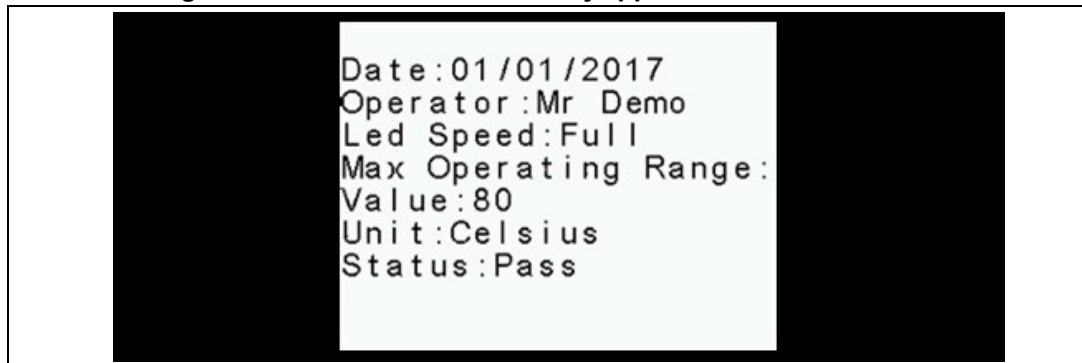 Date:01/01/2017
Operator:Mr Demo
Led Speed:Full
Max Operating Range:
Value:80
Unit:Celsius
Status:Pass